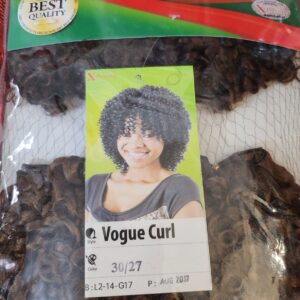 BEST
QUALITY
Vogue Curl
Style
Color
30/27
B:L2-14-G17 P: AUG 2017